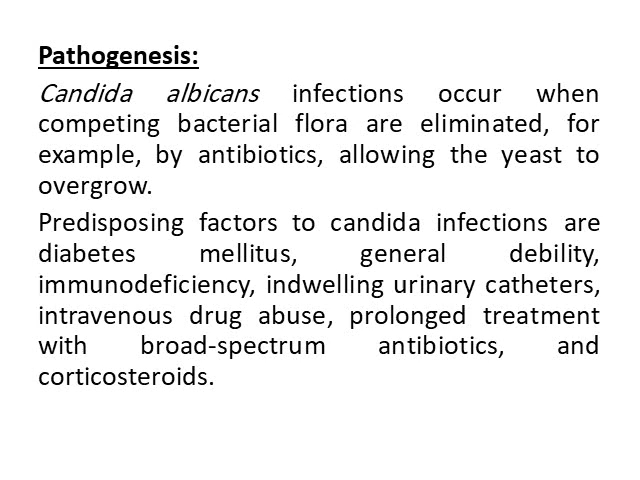 Pathogenesis:
Candida albicans infections occur when
competing bacterial flora are eliminated, for
example, by antibiotics, allowing the yeast to
overgrow.
Predisposing factors to candida infections are
diabetes mellitus, general debility,
immunodeficiency, indwelling urinary catheters,
intravenous drug abuse, prolonged treatment
with broad-spectrum antibiotics, and
corticosteroids.